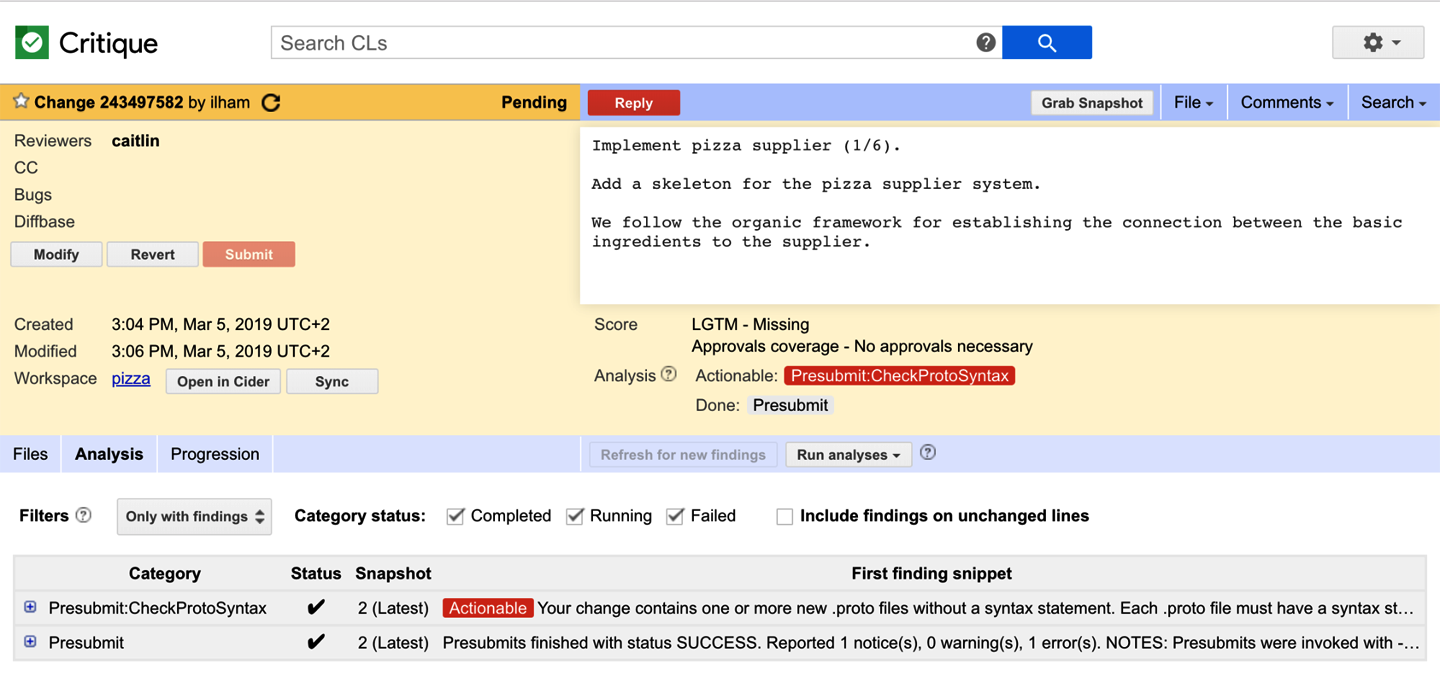 Critique
Search CLs
Change 243497582 by ilham
Pending
Reply
Grab Snapshot
File
Comments
Search
Reviewers caitlin
CC
Bugs
Diffbase
Modify Revert Submit
Implement pizza supplier (1/6).
Add a skeleton for the pizza supplier system.
We follow the organic framework for establishing the connection between the basic
ingredients to the supplier.
Created 3:04 PM, Mar 5, 2019 UTC+2
Modified 3:06 PM, Mar 5, 2019 UTC+2
Workspace pizza Open in Cider Sync
Score LGTM - Missing
Approvals coverage - No approvals necessary
Analysis ? Actionable: Presubmit:CheckProtoSyntax
Done: Presubmit
Files Analysis Progression
Refresh for new findings Run analyses ?
Filters ? Only with findings Category status: Completed Running Failed Include findings on unchanged lines
Category Status Snapshot First finding snippet
Presubmit:CheckProtoSyntax ✔ 2 (Latest) Actionable Your change contains one or more new .proto files without a syntax statement. Each .proto file must have a syntax st...
Presubmit ✔ 2 (Latest) Presubmits finished with status SUCCESS. Reported 1 notice(s), 0 warning(s), 1 error(s). NOTES: Presubmits were invoked with -...